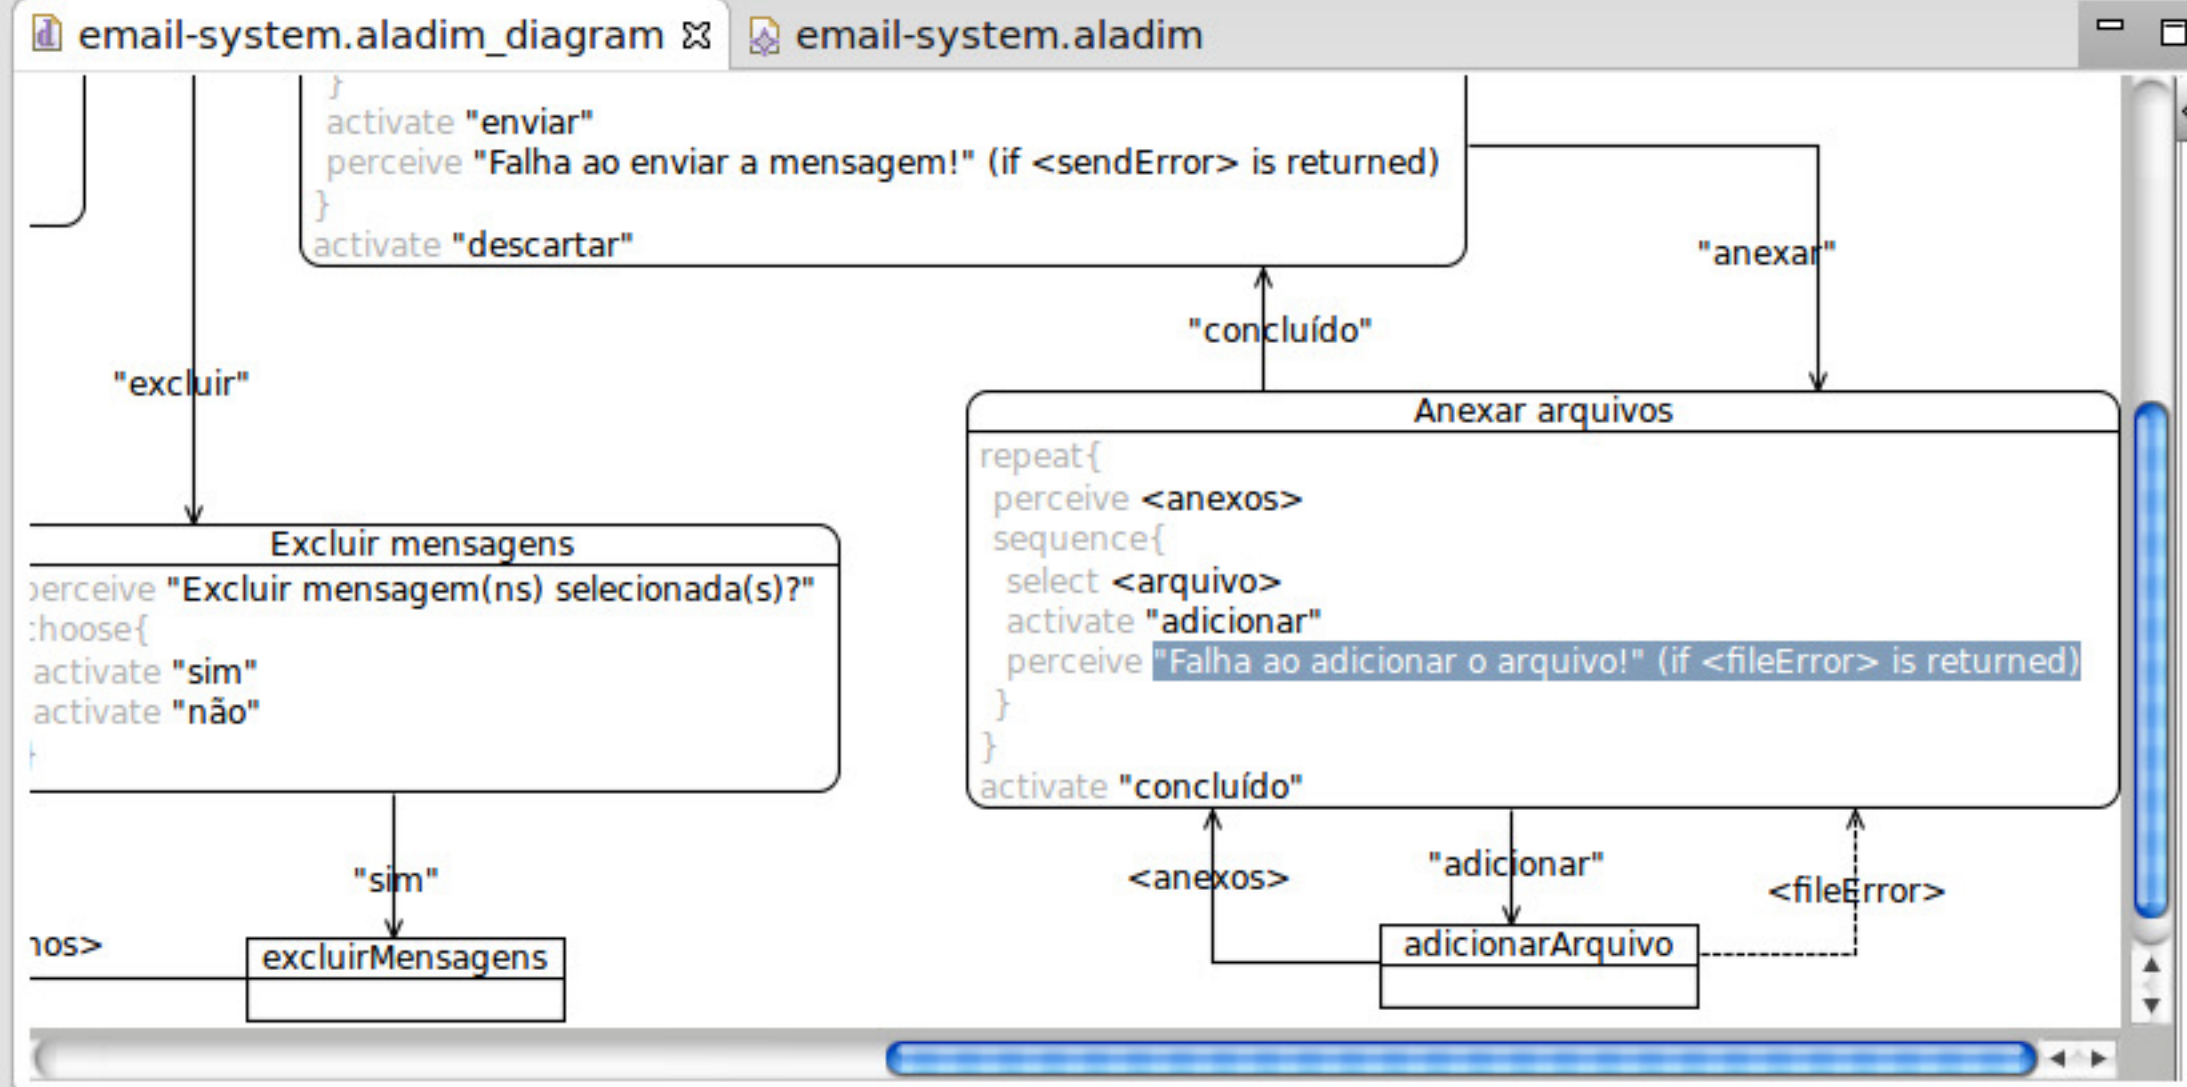 email-system.aladim_diagram
email-system.aladim
}
activate "enviar"
perceive "Falha ao enviar a mensagem!" (if <sendError> is returned)
}
activate "descartar"
"anexar"
"concluído"
"excluir"
Anexar arquivos
repeat{
perceive <anexos>
sequence{
select <arquivo>
activate "adicionar"
perceive "Falha ao adicionar o arquivo!" (if <fileError> is returned)
}
}
activate "concluído"
Excluir mensagens
perceive "Excluir mensagem(ns) selecionada(s)?"
choose{
activate "sim"
activate "não"
}
"sim"
<anexos>
"adicionar"
<fileError>
excluirMensagens
adicionarArquivo